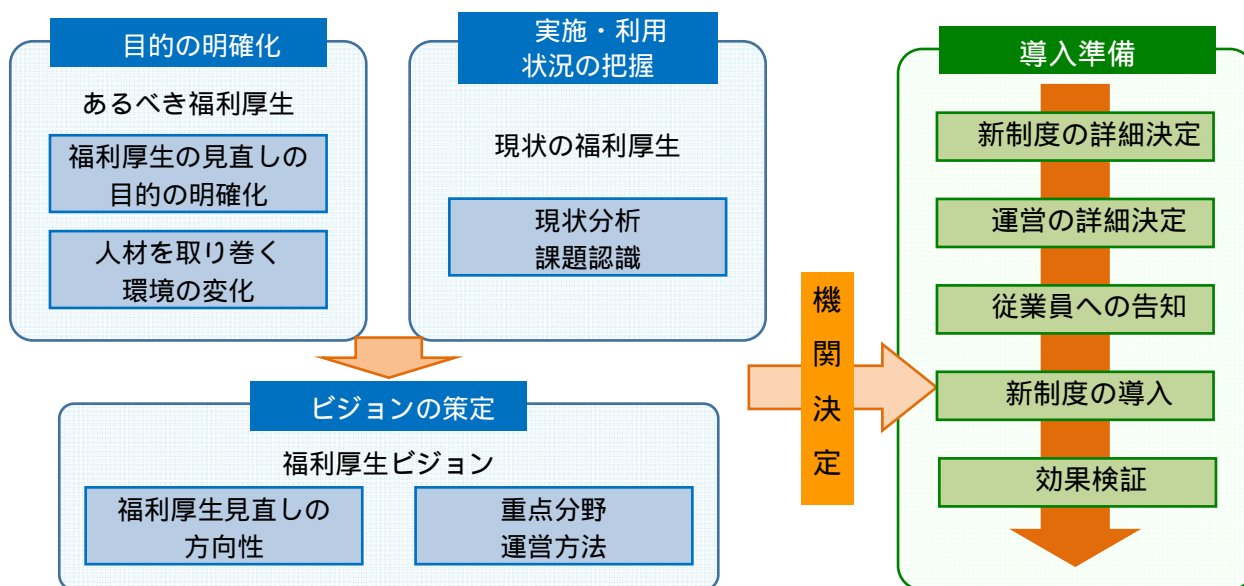 目的の明確化
あるべき福利厚生
福利厚生の見直しの
目的の明確化
人材を取り巻く
環境の変化
実施・利用
状況の把握
現状の福利厚生
現状分析
課題認識
ビジョンの策定
福利厚生ビジョン
福利厚生見直しの
方向性
重点分野
運営方法
機関決定
導入準備
新制度の詳細決定
運営の詳細決定
従業員への告知
新制度の導入
効果検証